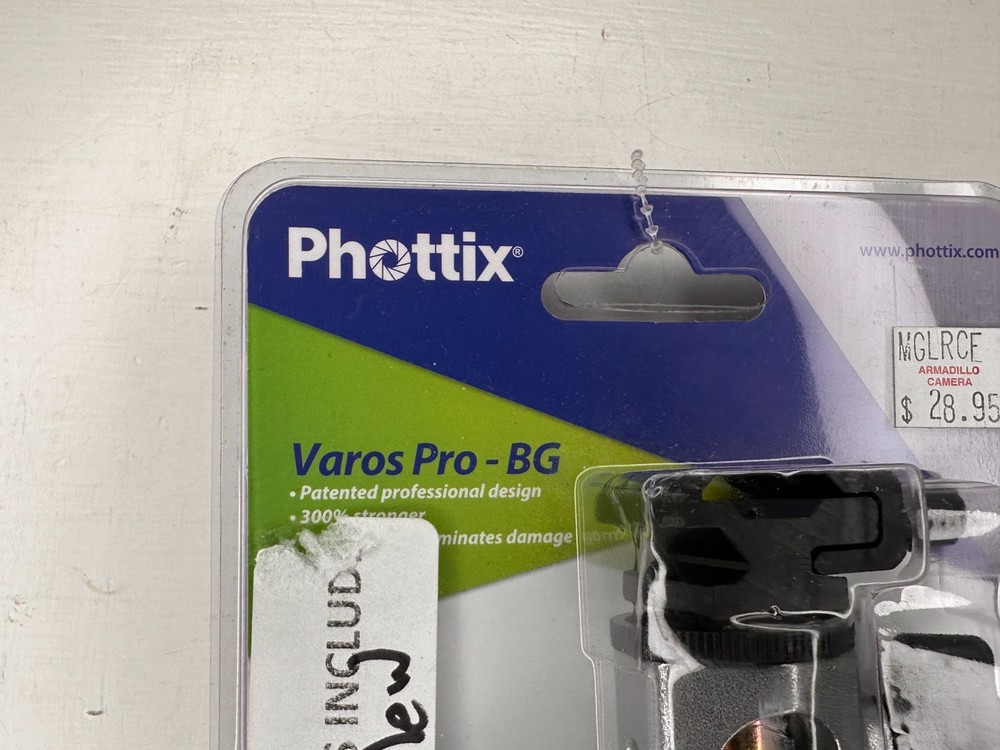 Phottix®
www.phottix.com
MGLRCE
ARMADILLO
CAMERA
$ 28.95
Varos Pro - BG
• Patented professional design
• 300% stronger
minates damage
INCLUD
ew